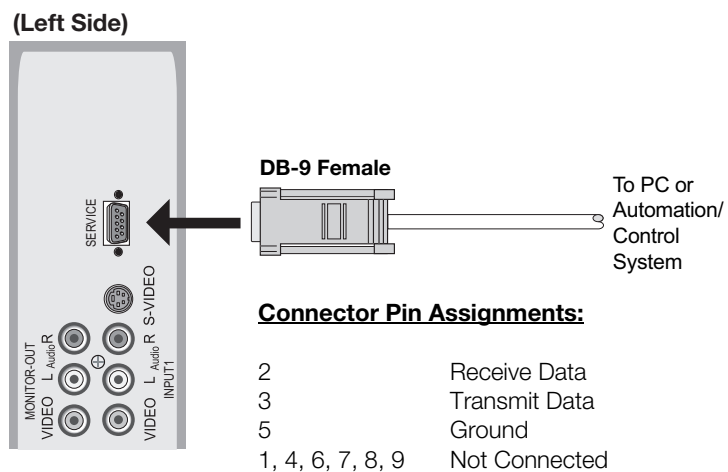 (Left Side)
SERVICE
S-VIDEO
MONITOR-OUT
VIDEO L Audio R
VIDEO L Audio R
INPUT1
DB-9 Female
To PC or
Automation/
Control
System
Connector Pin Assignments:
2 Receive Data
3 Transmit Data
5 Ground
1, 4, 6, 7, 8, 9 Not Connected